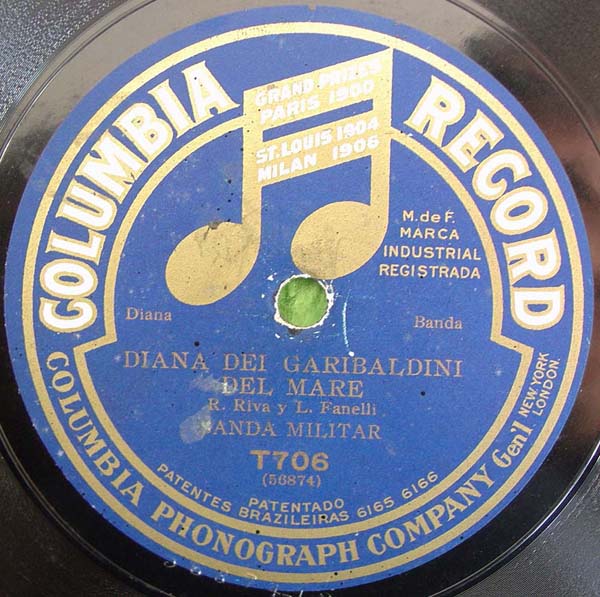 COLUMBIA RECORD
GRAND PRIZES
PARIS 1900
ST. LOUIS 1904
MILAN 1906
M. de F.
MARCA
INDUSTRIAL
REGISTRADA
Diana
Banda
DIANA DEI GARIBALDINI
DEL MARE
R. Riva y L. Fanelli
BANDA MILITAR
T706
(56874)
PATENTADO
PATENTES BRAZILEIRAS 6165 6166
COLUMBIA PHONOGRAPH COMPANY Gen'l
NEW YORK
LONDON.